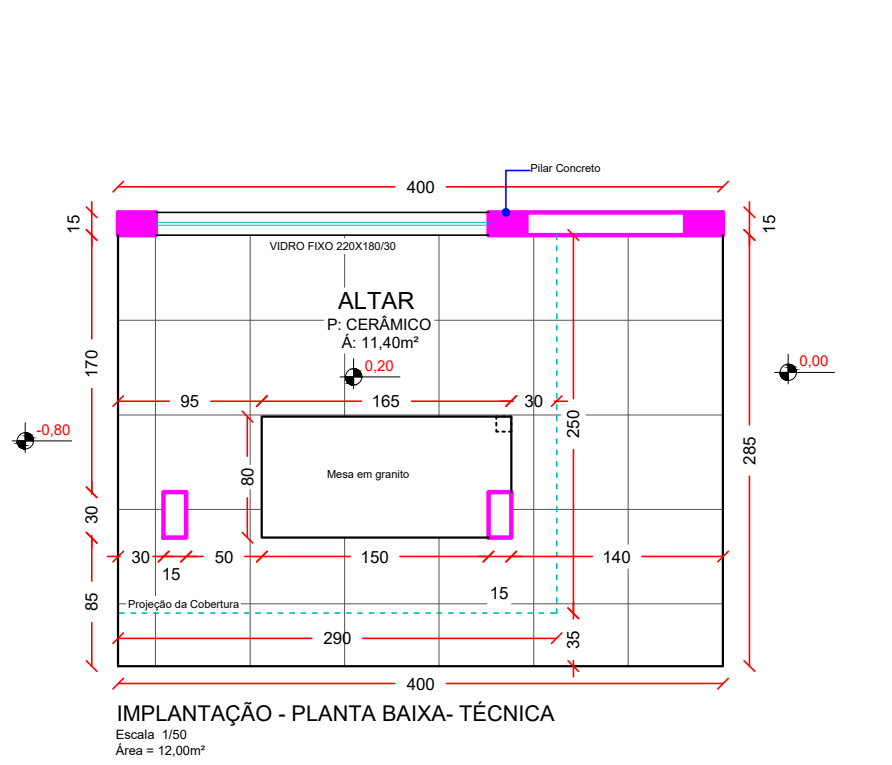 Pilar Concreto
400
15
15
VIDRO FIXO 220X180/30
ALTAR
P: CERÂMICO
Á: 11,40m²
0,20
0,00
170
95
165
30
250
-0,80
285
80
Mesa em granito
30
30
50
150
140
15
15
85
Projeção da Cobertura
290
35
400
IMPLANTAÇÃO - PLANTA BAIXA- TÉCNICA
Escala 1/50
Área = 12,00m²